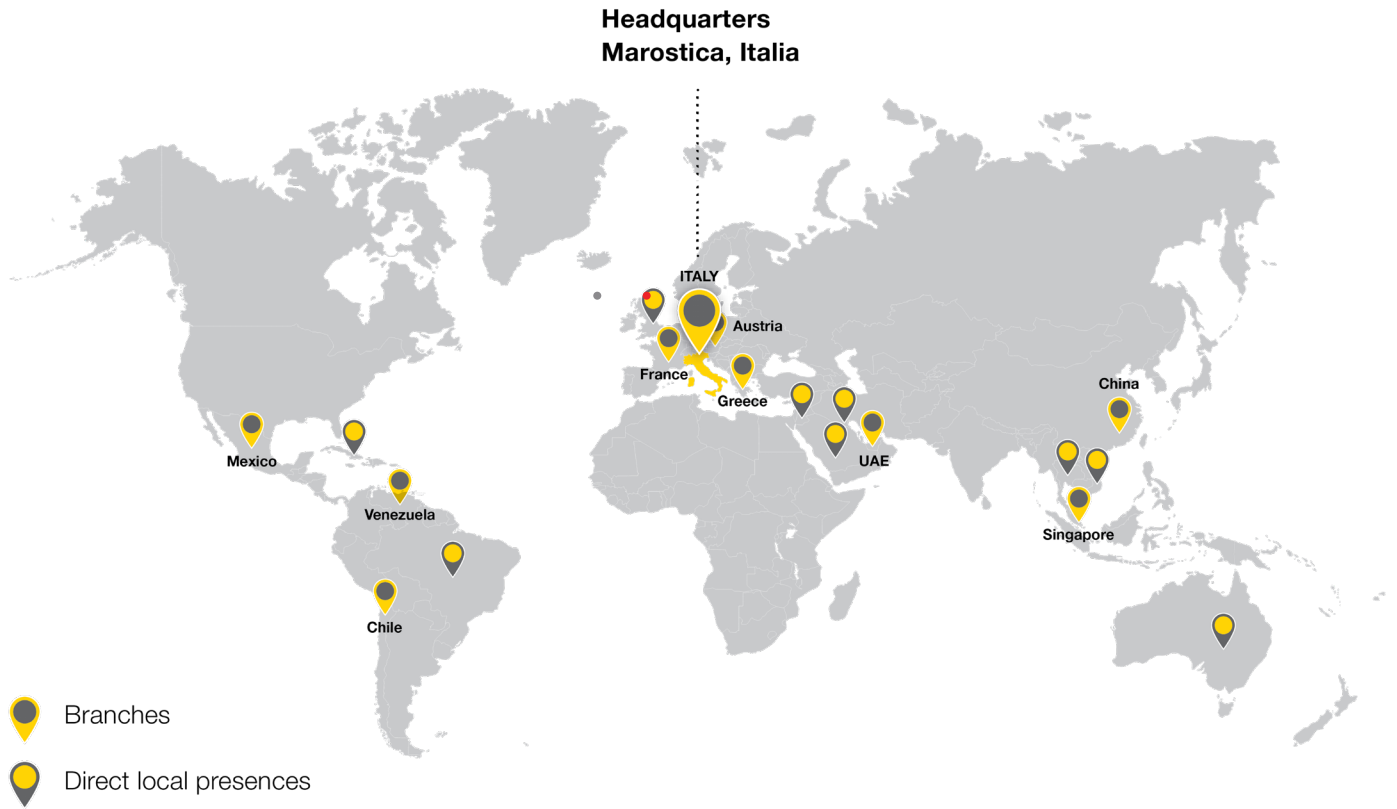 Headquarters
Marostica, Italia
ITALY
Austria
France
Greece
China
Mexico
UAE
Venezuela
Singapore
Chile
Branches
Direct local presences